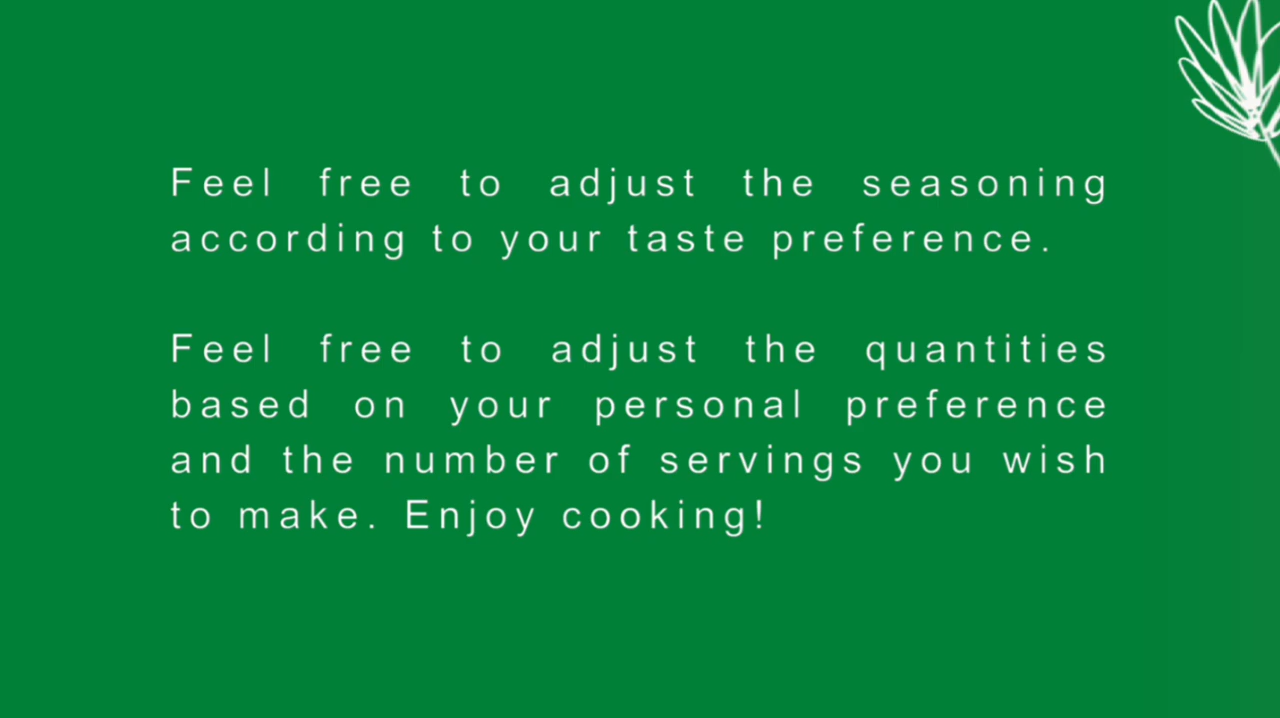 Feel free to adjust the seasoning
according to your taste preference.
Feel free to adjust the quantities
based on your personal preference
and the number of servings you wish
to make. Enjoy cooking!